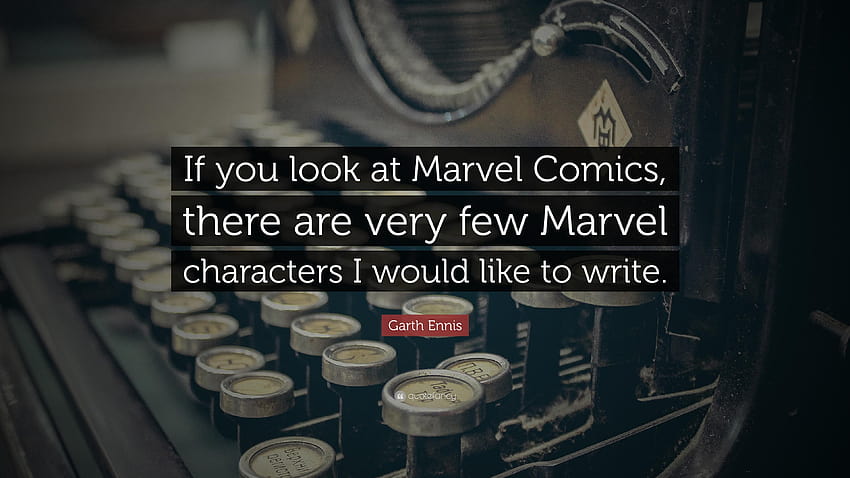 If you look at Marvel Comics,
there are very few Marvel
characters I would like to write.
Garth Ennis
quotefancy